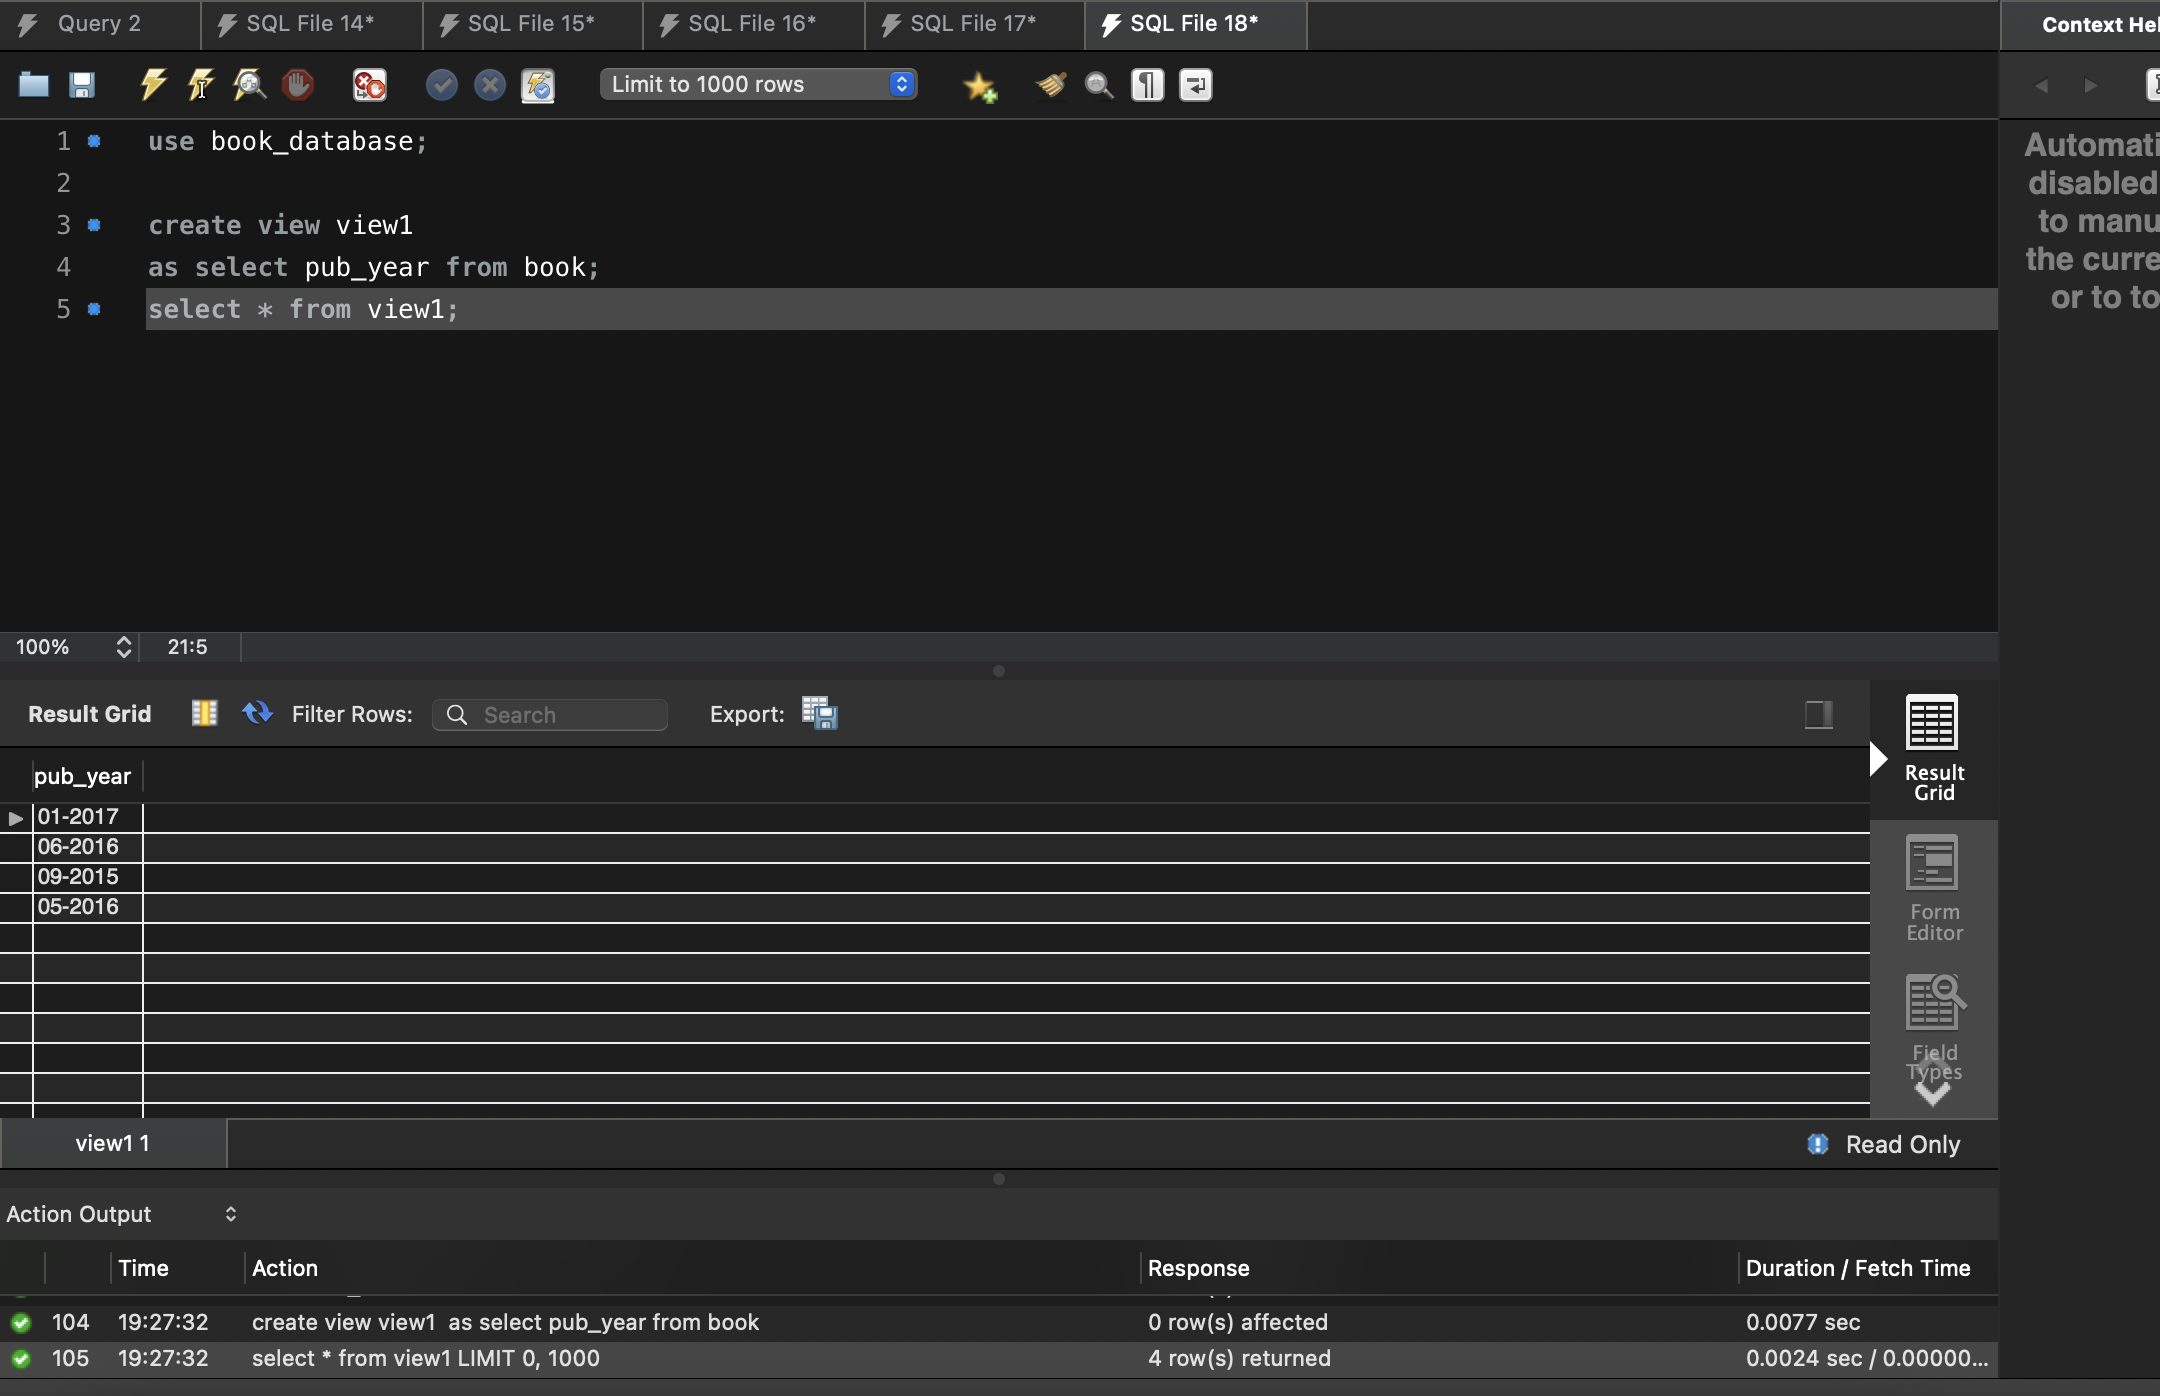 Query 2
SQL File 14*
SQL File 15*
SQL File 16*
SQL File 17*
SQL File 18*
Limit to 1000 rows
1 use book_database;
2
3 create view view1
4 as select pub_year from book;
5 select * from view1;
100% 21:5
Result Grid Filter Rows: Search Export:
pub_year
01-2017
06-2016
09-2015
05-2016
Result
Grid
Form
Editor
Field
Types
view1 1
Read Only
Action Output
Time Action Response Duration / Fetch Time
104 19:27:32 create view view1 as select pub_year from book 0 row(s) affected 0.0077 sec
105 19:27:32 select * from view1 LIMIT 0, 1000 4 row(s) returned 0.0024 sec / 0.00000...
Context Hel
Automati
disabled
to manu
the curre
or to to